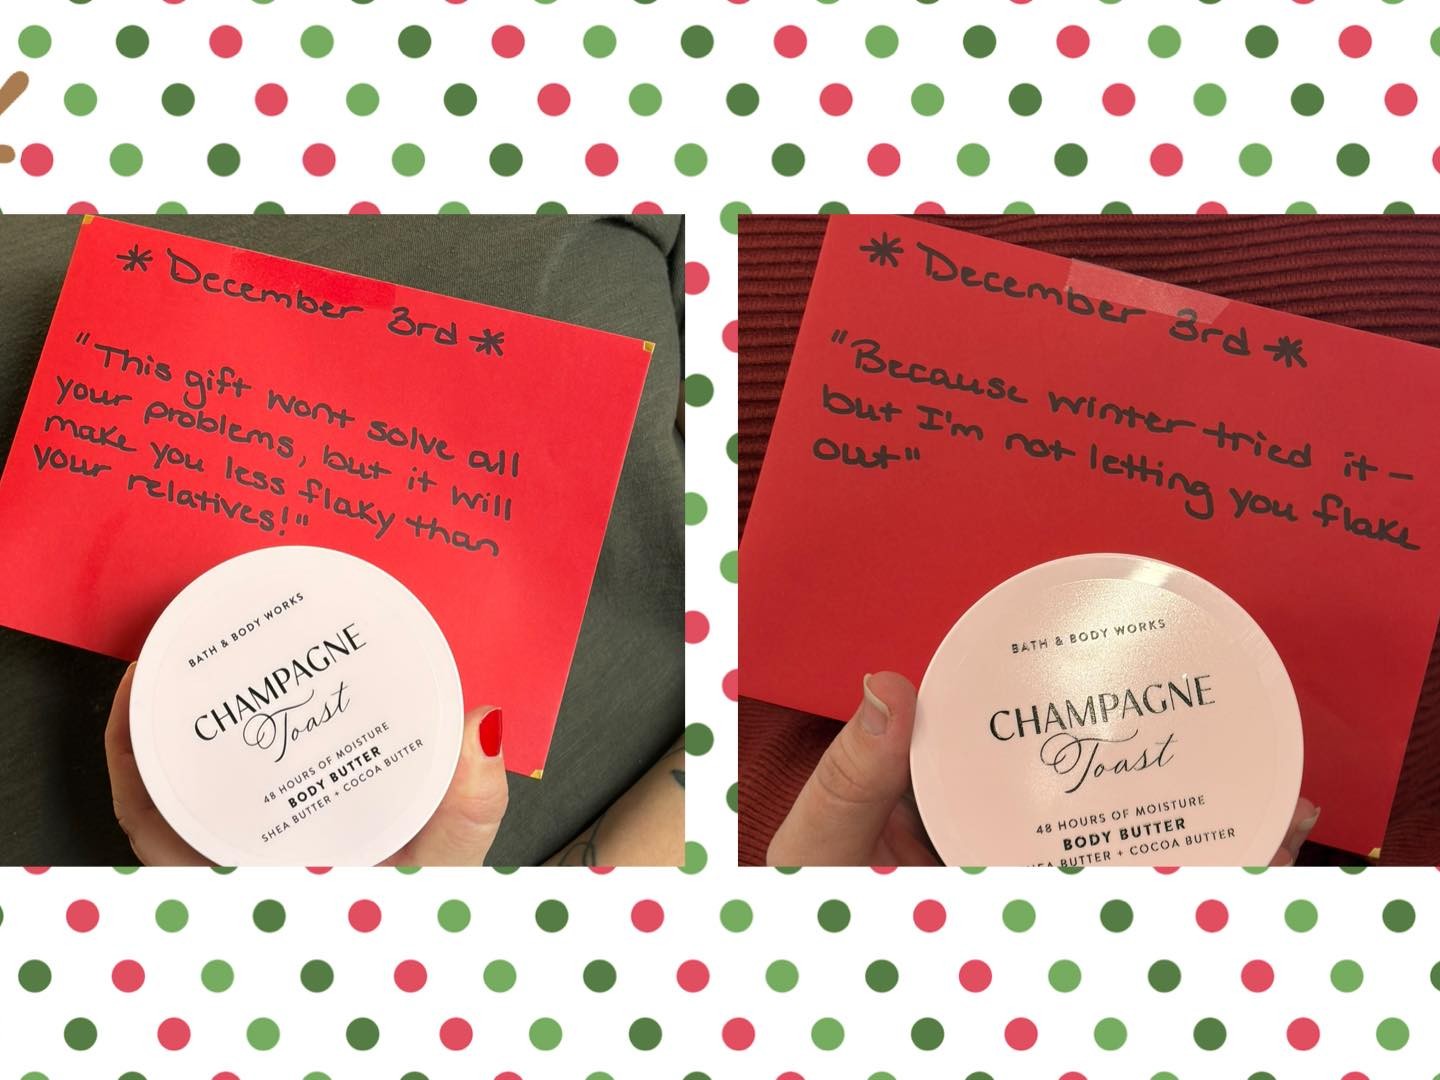 * December 3rd *
"This gift wont solve all
your problems, but it will
make you less flaky than
your relatives!"
BATH & BODY WORKS
CHAMPAGNE
Toast
48 HOURS OF MOISTURE
BODY BUTTER
SHEA BUTTER + COCOA BUTTER
* December 3rd *
"Because winter tried it -
but I'm not letting you flake
out"
BATH & BODY WORKS
CHAMPAGNE
Toast
48 HOURS OF MOISTURE
BODY BUTTER
SHEA BUTTER + COCOA BUTTER